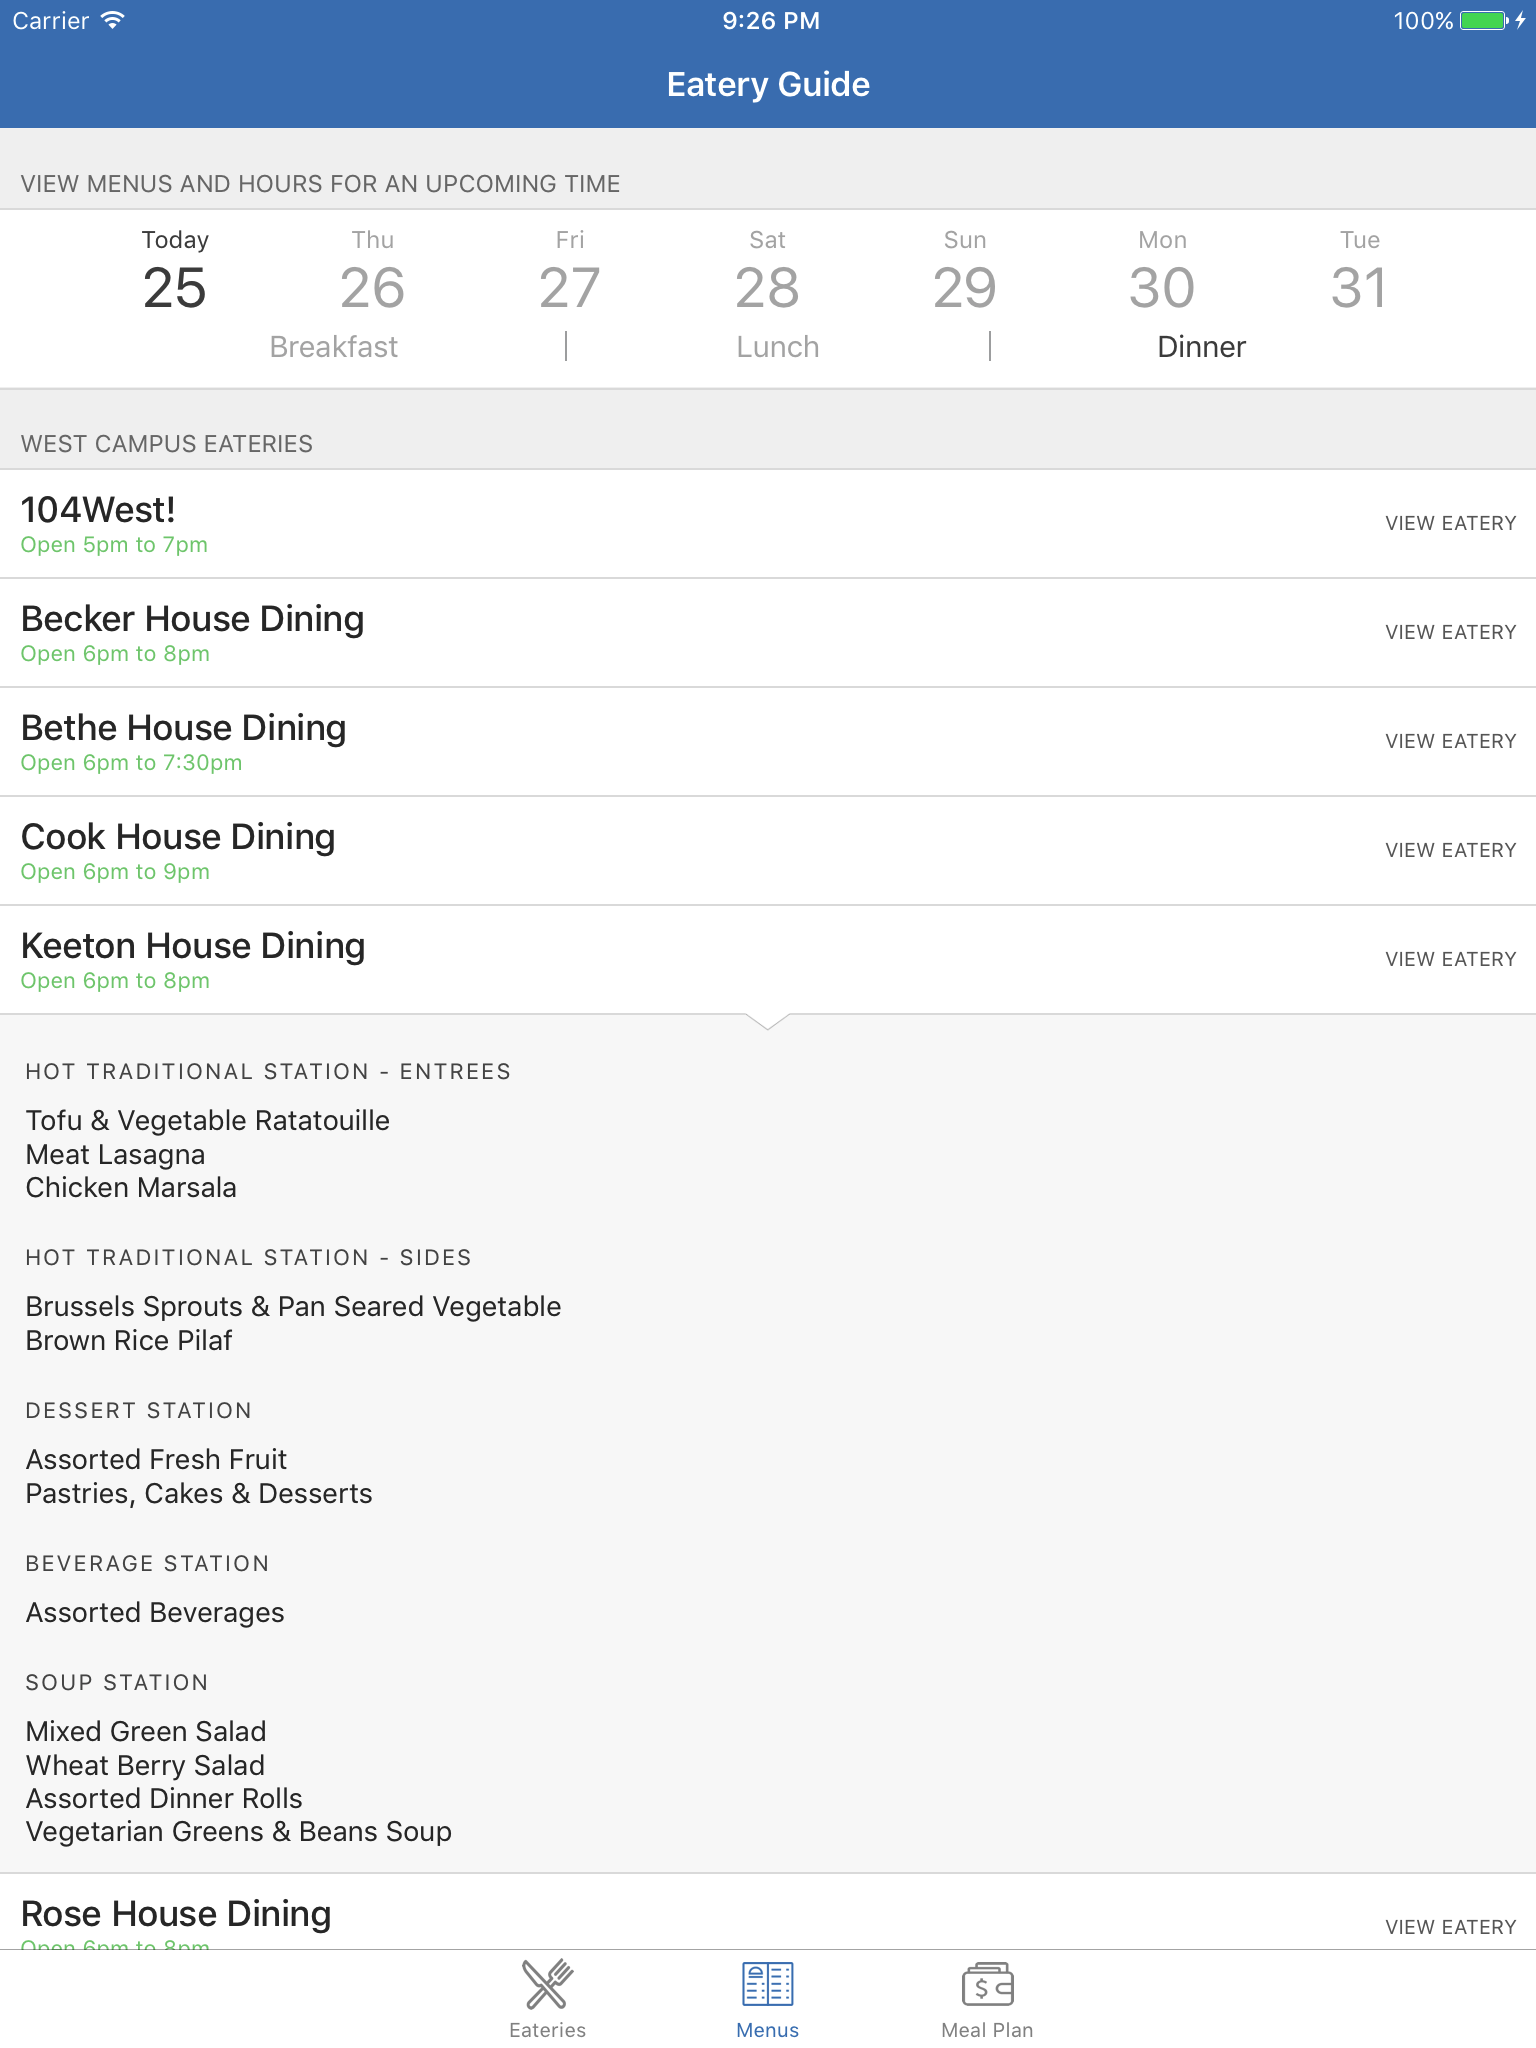 Carrier 9:26 PM 100%
Eatery Guide
VIEW MENUS AND HOURS FOR AN UPCOMING TIME
Today Thu Fri Sat Sun Mon Tue
25 26 27 28 29 30 31
Breakfast | Lunch | Dinner
WEST CAMPUS EATERIES
104West!
Open 5pm to 7pm
VIEW EATERY
Becker House Dining
Open 6pm to 8pm
VIEW EATERY
Bethe House Dining
Open 6pm to 7:30pm
VIEW EATERY
Cook House Dining
Open 6pm to 9pm
VIEW EATERY
Keeton House Dining
Open 6pm to 8pm
VIEW EATERY
HOT TRADITIONAL STATION - ENTREES
Tofu & Vegetable Ratatouille
Meat Lasagna
Chicken Marsala
HOT TRADITIONAL STATION - SIDES
Brussels Sprouts & Pan Seared Vegetable
Brown Rice Pilaf
DESSERT STATION
Assorted Fresh Fruit
Pastries, Cakes & Desserts
BEVERAGE STATION
Assorted Beverages
SOUP STATION
Mixed Green Salad
Wheat Berry Salad
Assorted Dinner Rolls
Vegetarian Greens & Beans Soup
Rose House Dining
Open 6pm to 8pm
VIEW EATERY
Eateries Menus Meal Plan